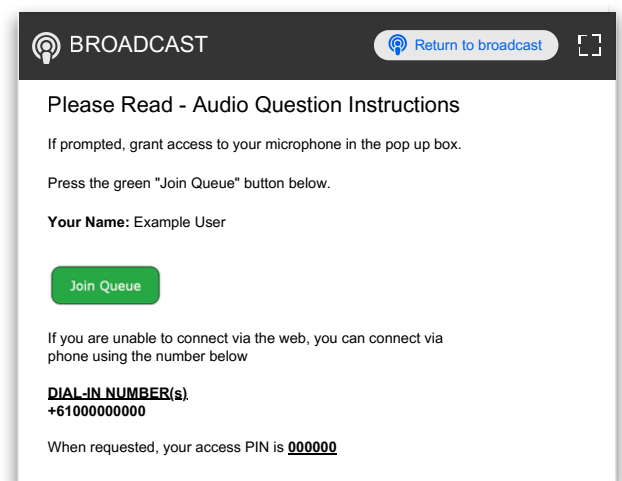 BROADCAST
Return to broadcast
Please Read - Audio Question Instructions
If prompted, grant access to your microphone in the pop up box.
Press the green "Join Queue" button below.
Your Name: Example User
Join Queue
If you are unable to connect via the web, you can connect via
phone using the number below
DIAL-IN NUMBER(s)
+61000000000
When requested, your access PIN is 000000